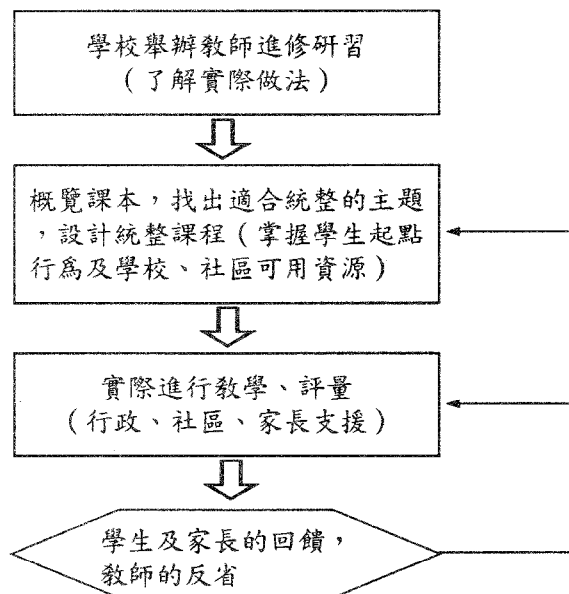 學校舉辦教師進修研習
（了解實際做法）
概覽課本，找出適合統整的主題
，設計統整課程（掌握學生起點
行爲及學校、社區可用資源）
實際進行教學、評量
（行政、社區、家長支援）
學生及家長的回饋，
教師的反省